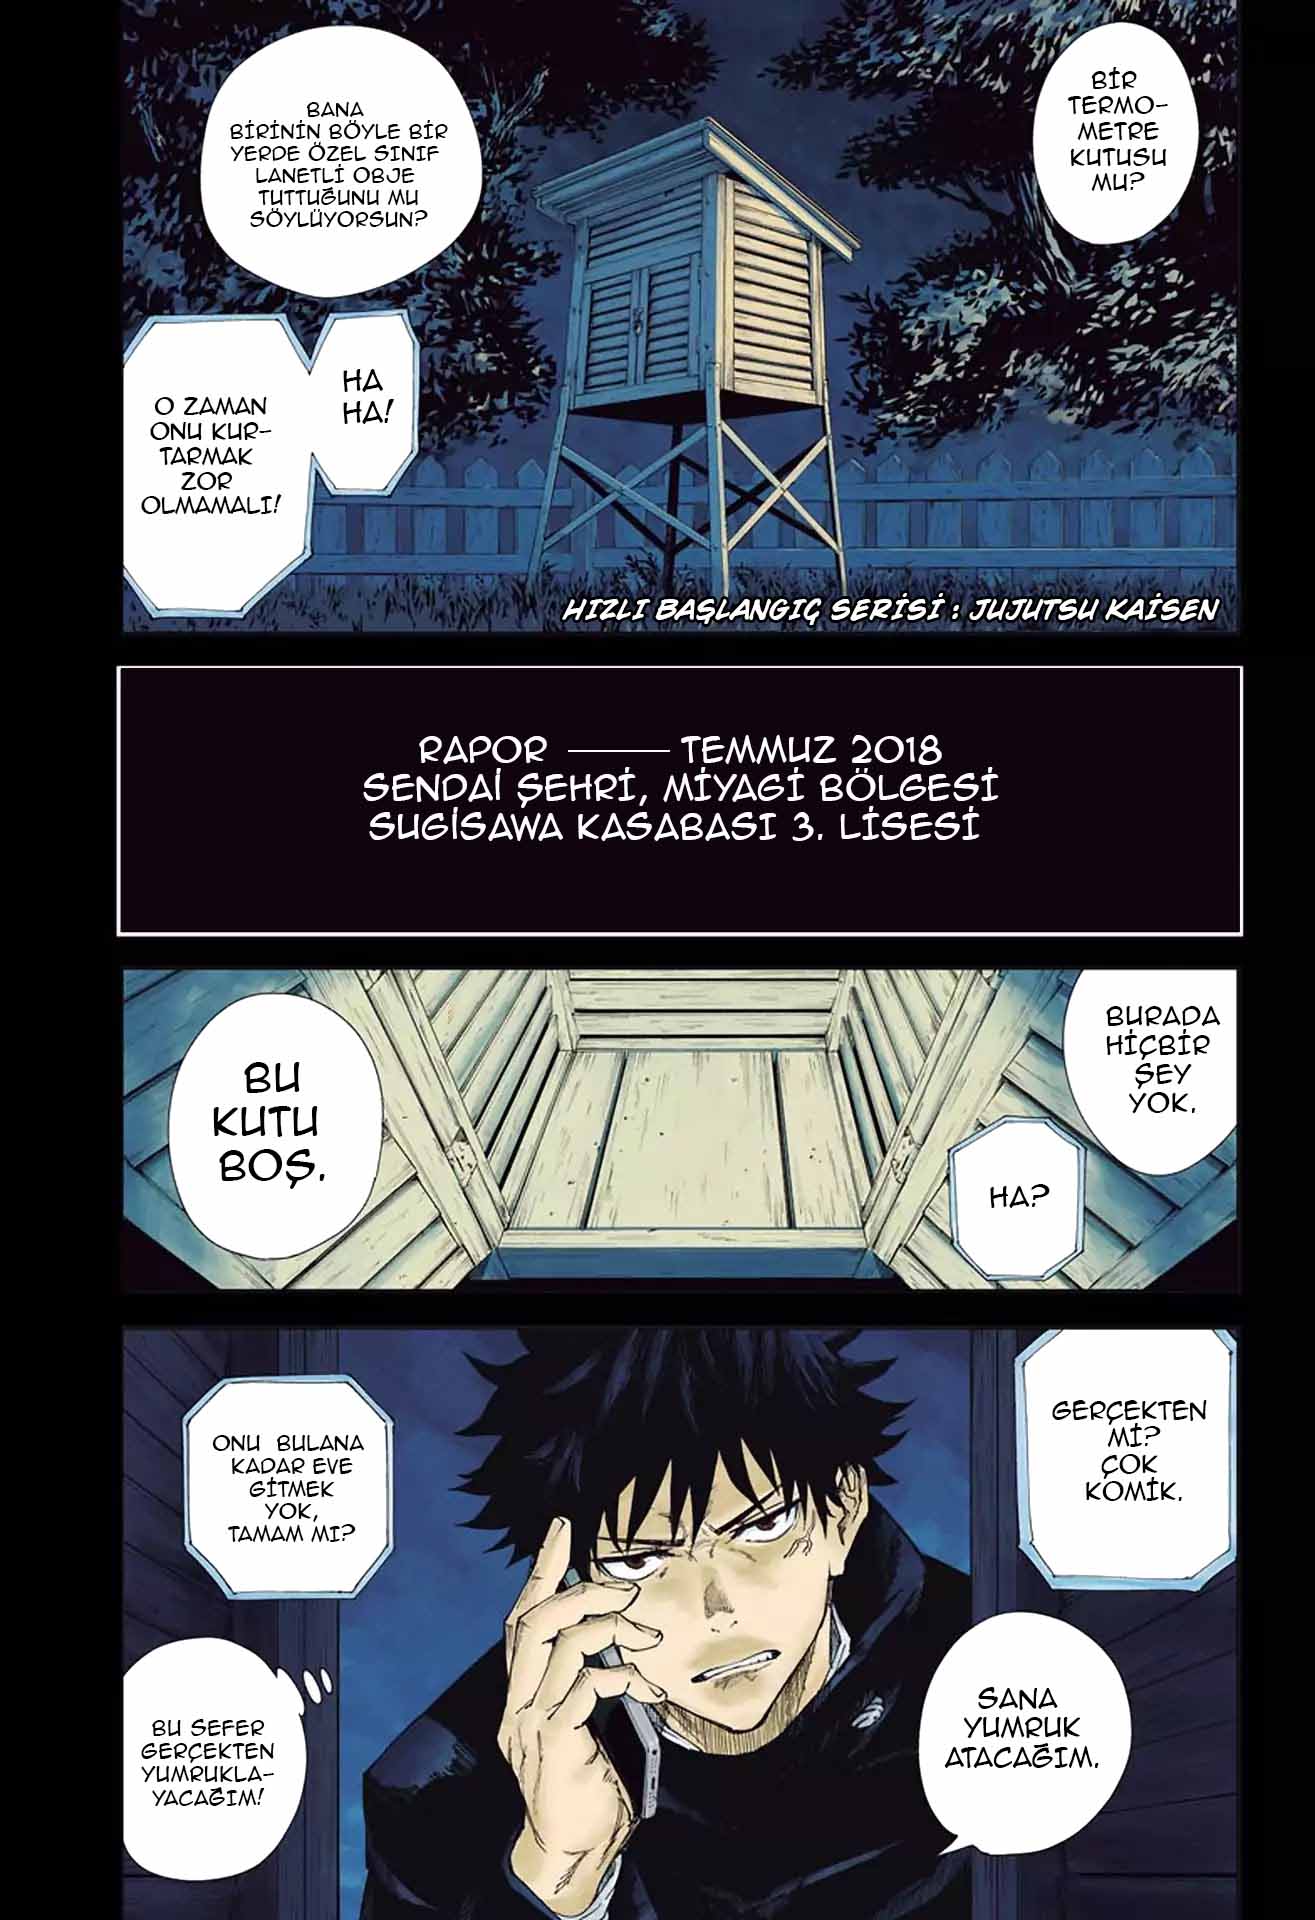 BİR
TERMO-
METRE
KUTUSU
MU?
BANA
BİRİNİN BÖYLE BİR
YERDE ÖZEL SINIF
LANETLİ OBJE
TUTTUĞUNU MU
SÖYLÜYORSUN?
HA
HA!
O ZAMAN
ONU KUR-
TARMAK
ZOR
OLMAMALI!
HIZLI BAŞLANGIÇ SERİSİ : JUJUTSU KAİSEN
RAPOR —— TEMMUZ 2018
SENDAİ ŞEHRİ, MİYAGİ BÖLGESİ
SUGİSAWA KASABASI 3. LİSESİ
BURADA
HİÇBİR
ŞEY
YOK.
HA?
BU
KUTU
BOŞ.
GERÇEKTEN
Mİ?
ÇOK
KOMİK.
ONU BULANA
KADAR EVE
GİTMEK
YOK,
TAMAM MI?
SANA
YUMRUK
ATACAĞIM.
BU SEFER
GERÇEKTEN
YUMRUKLA-
YACAĞIM!